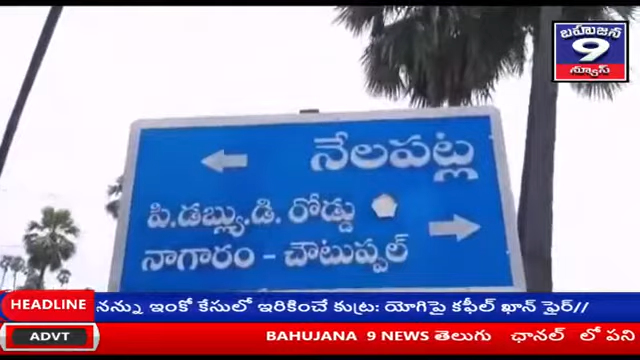 బహుజన
9
న్యూస్
నేలపట్ల
పి.డబ్ల్యు.డి. రోడ్డు
నాగారం - చౌటుప్పల్
HEADLINE నన్ను ఇంకో కేసులో ఇరికించే కుట్ర: యోగిపై కఫీల్ ఖాన్ ఫైర్//
ADVT BAHUJANA 9 NEWS తెలుగు ఛానల్ లో పని